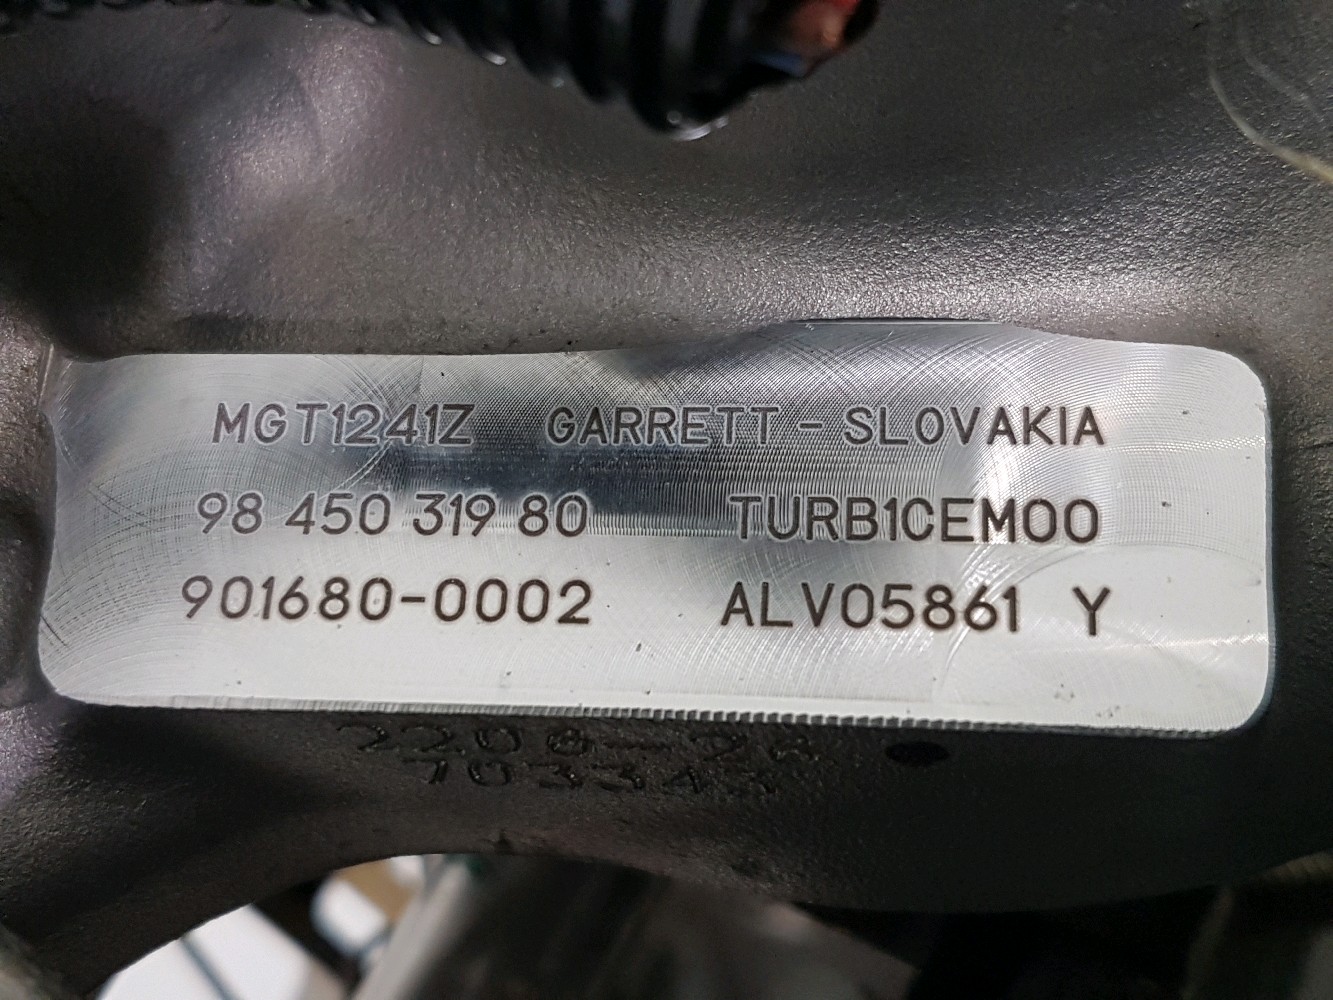 MGT1241Z GARRETT-SLOVAKIA
98 450 319 80 TURB1CEM00
901680-0002 ALV05861 Y